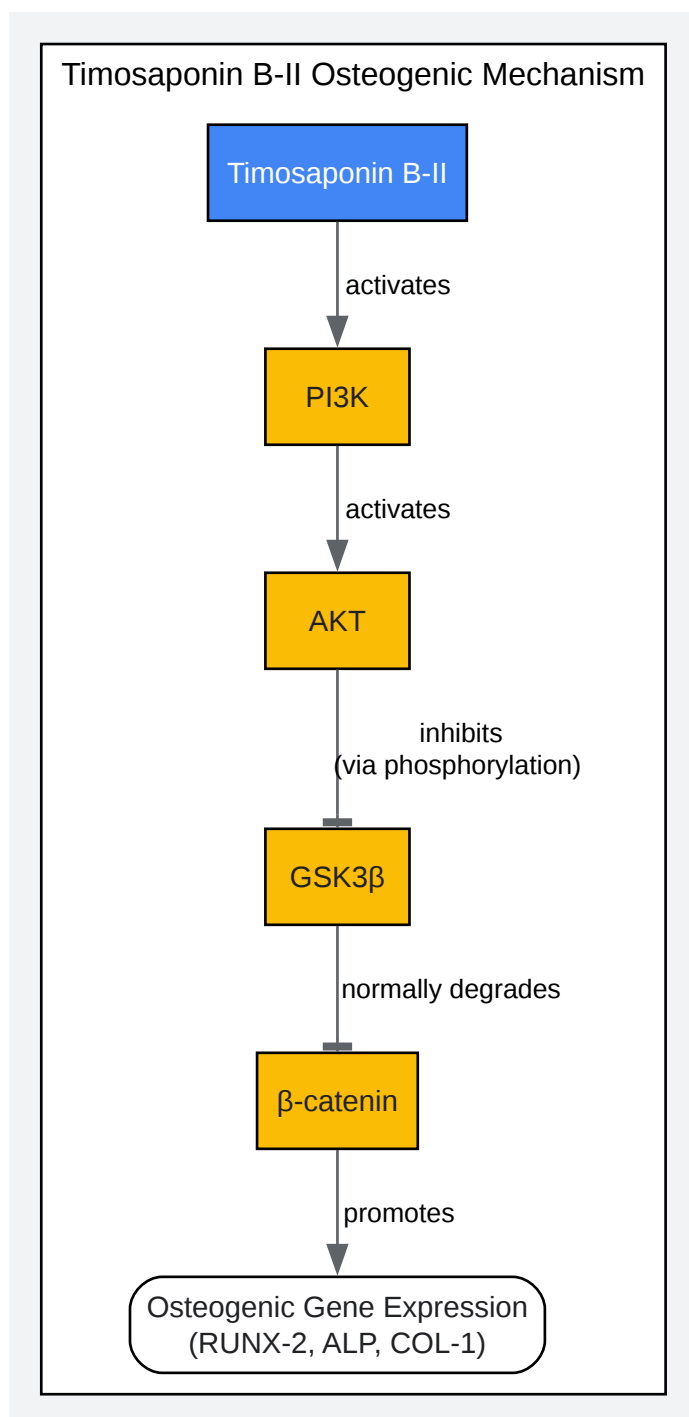 Timosaponin B-II Osteogenic Mechanism
Timosaponin B-II
activates
PI3K
activates
AKT
inhibits
(via phosphorylation)
GSK3β
normally degrades
β-catenin
promotes
Osteogenic Gene Expression
(RUNX-2, ALP, COL-1)